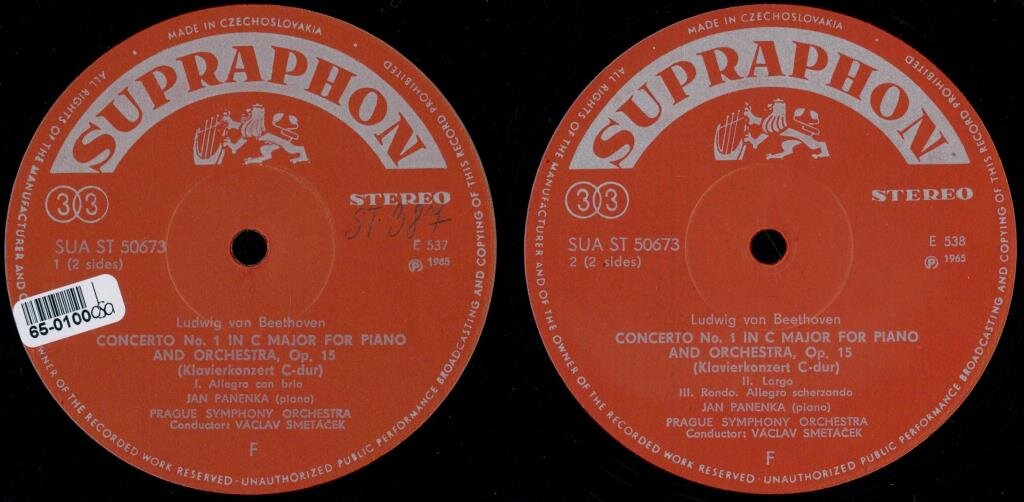 MADE IN CZECHOSLOVAKIA
ALL RIGHTS OF THE MANUFACTURER AND OF THE OWNER OF THE RECORDED WORK RESERVED - UNAUTHORIZED PUBLIC PERFORMANCE BROADCASTING AND COPYING OF THIS RECORD PROHIBITED
SUPRAPHON
33
STEREO
ST. 387
SUA ST 50673
E 537
1 (2 sides)
℗ 1965
65-0100
Ludwig van Beethoven
CONCERTO No. 1 IN C MAJOR FOR PIANO
AND ORCHESTRA, Op. 15
(Klavierkonzert C-dur)
I. Allegro con brio
JAN PANENKA (piano)
PRAGUE SYMPHONY ORCHESTRA
Conductor: VÁCLAV SMETÁČEK
F
MADE IN CZECHOSLOVAKIA
ALL RIGHTS OF THE MANUFACTURER AND OF THE OWNER OF THE RECORDED WORK RESERVED - UNAUTHORIZED PUBLIC PERFORMANCE BROADCASTING AND COPYING OF THIS RECORD PROHIBITED
SUPRAPHON
33
STEREO
SUA ST 50673
E 538
2 (2 sides)
℗ 1965
Ludwig van Beethoven
CONCERTO No. 1 IN C MAJOR FOR PIANO
AND ORCHESTRA, Op. 15
(Klavierkonzert C-dur)
II. Largo
III. Rondo. Allegro scherzando
JAN PANENKA (piano)
PRAGUE SYMPHONY ORCHESTRA
Conductor: VÁCLAV SMETÁČEK
F